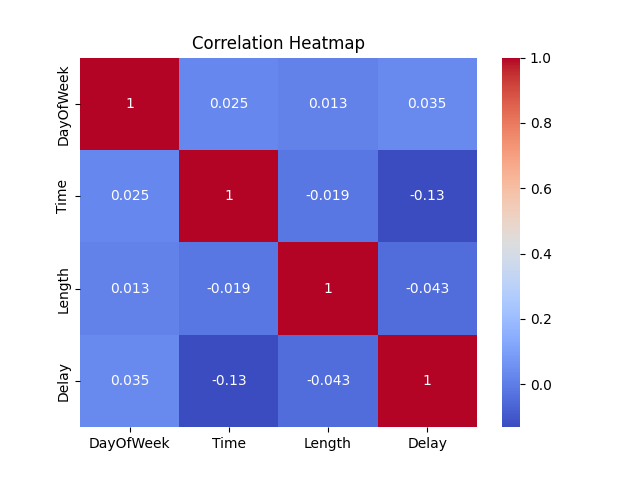 Correlation Heatmap
DayOfWeek 1 0.025 0.013 0.035
Time 0.025 1 -0.019 -0.13
Length 0.013 -0.019 1 -0.043
Delay 0.035 -0.13 -0.043 1
DayOfWeek Time Length Delay
1.0
0.8
0.6
0.4
0.2
0.0